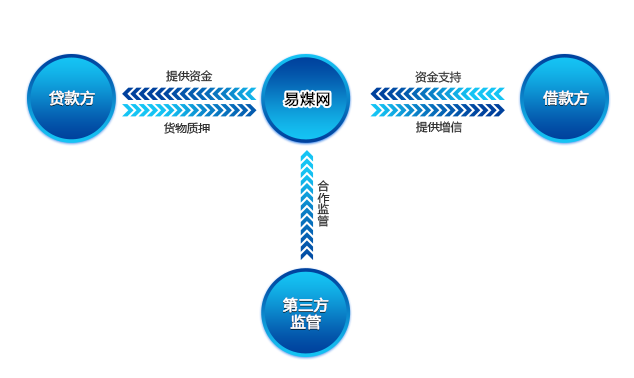 提供资金
资金支持
贷款方
易煤网
借款方
货物质押
提供增信
合作监管
第三方
监管